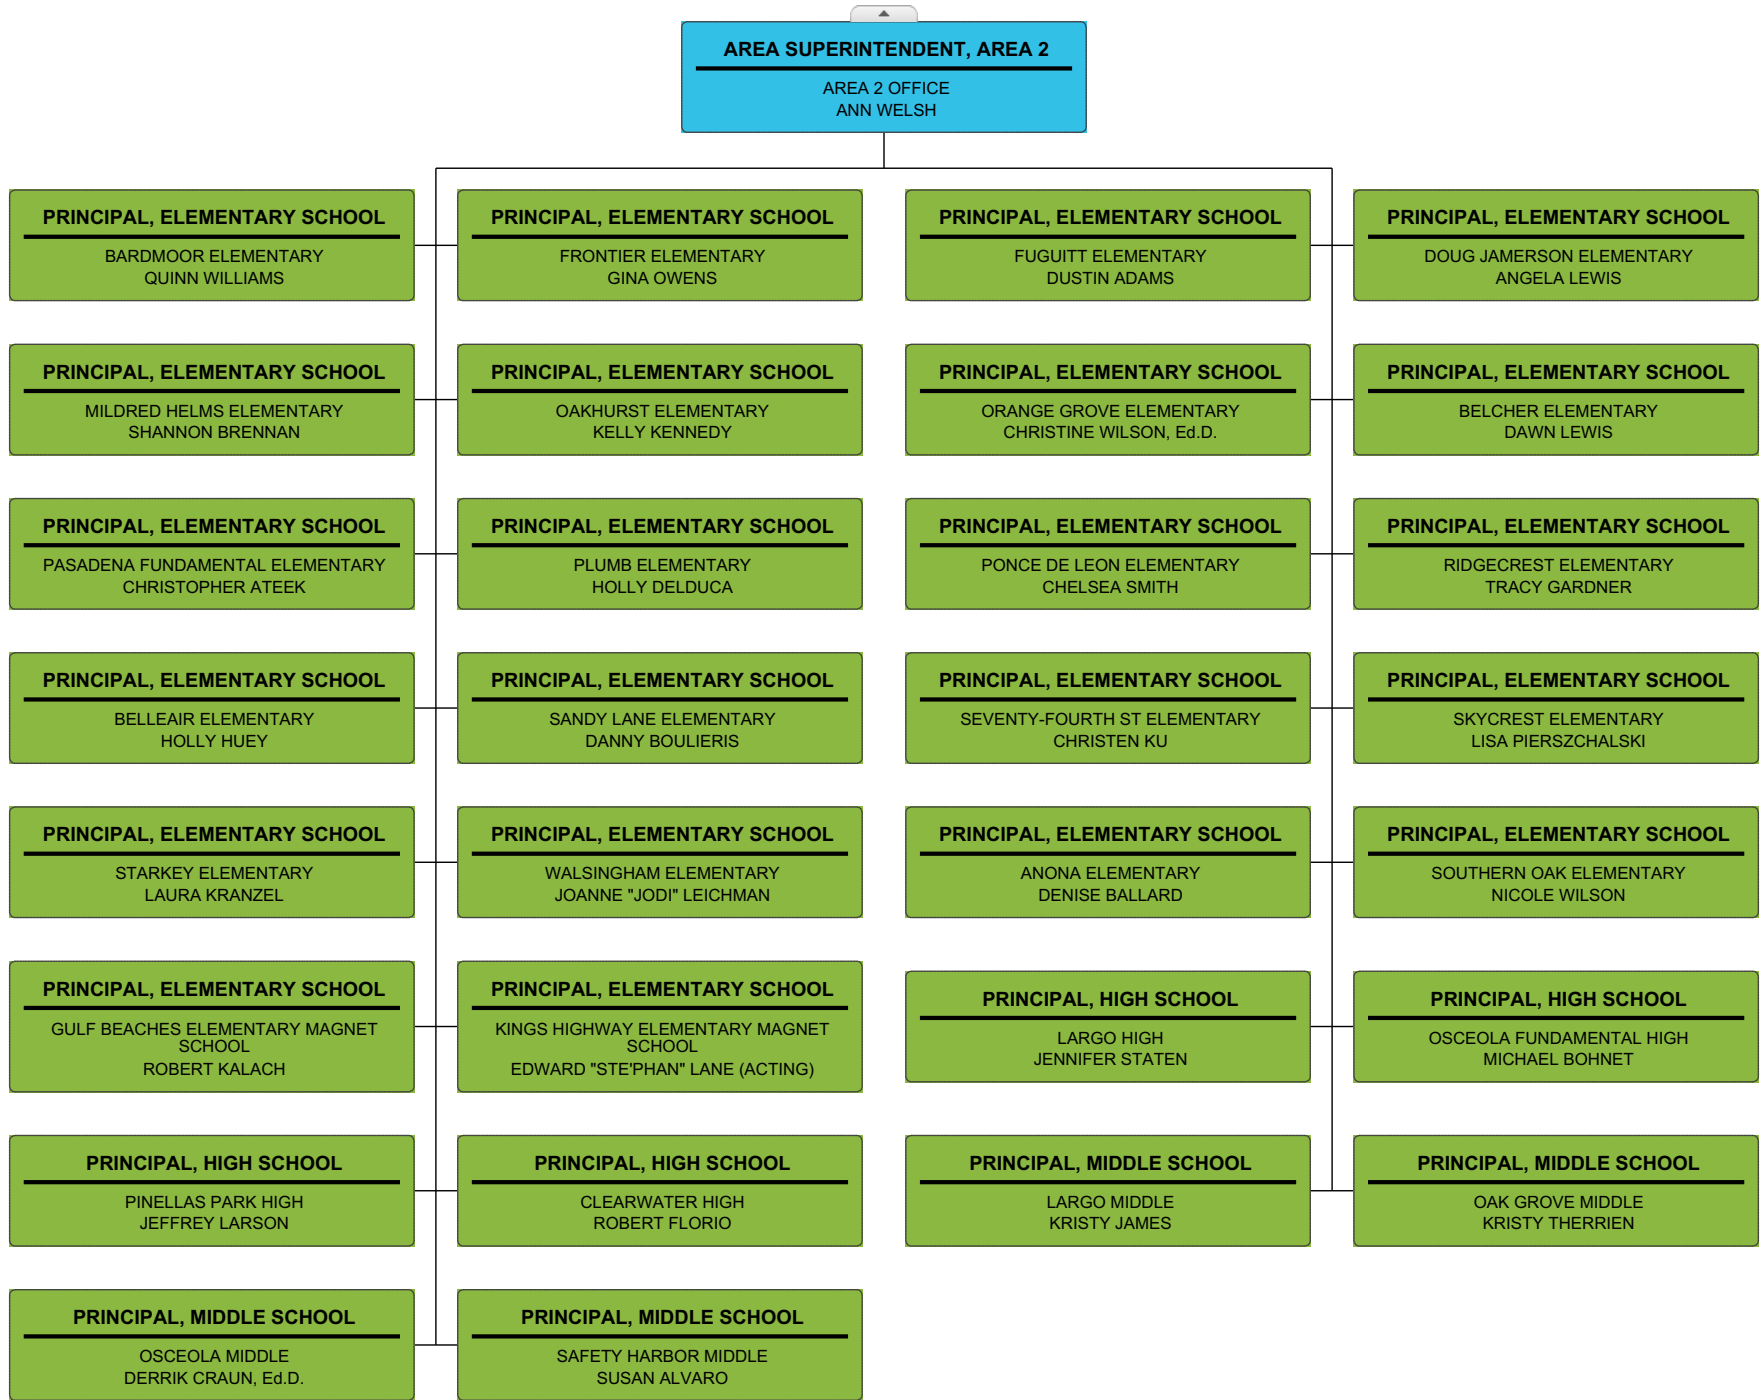 AREA SUPERINTENDENT, AREA 2
AREA 2 OFFICE
ANN WELSH
PRINCIPAL, ELEMENTARY SCHOOL
BARDMOOR ELEMENTARY
QUINN WILLIAMS
PRINCIPAL, ELEMENTARY SCHOOL
FRONTIER ELEMENTARY
GINA OWENS
PRINCIPAL, ELEMENTARY SCHOOL
FUGUITT ELEMENTARY
DUSTIN ADAMS
PRINCIPAL, ELEMENTARY SCHOOL
DOUG JAMERSON ELEMENTARY
ANGELA LEWIS
PRINCIPAL, ELEMENTARY SCHOOL
MILDRED HELMS ELEMENTARY
SHANNON BRENNAN
PRINCIPAL, ELEMENTARY SCHOOL
OAKHURST ELEMENTARY
KELLY KENNEDY
PRINCIPAL, ELEMENTARY SCHOOL
ORANGE GROVE ELEMENTARY
CHRISTINE WILSON, Ed.D.
PRINCIPAL, ELEMENTARY SCHOOL
BELCHER ELEMENTARY
DAWN LEWIS
PRINCIPAL, ELEMENTARY SCHOOL
PASADENA FUNDAMENTAL ELEMENTARY
CHRISTOPHER ATEEK
PRINCIPAL, ELEMENTARY SCHOOL
PLUMB ELEMENTARY
HOLLY DELDUCA
PRINCIPAL, ELEMENTARY SCHOOL
PONCE DE LEON ELEMENTARY
CHELSEA SMITH
PRINCIPAL, ELEMENTARY SCHOOL
RIDGECREST ELEMENTARY
TRACY GARDNER
PRINCIPAL, ELEMENTARY SCHOOL
BELLEAIR ELEMENTARY
HOLLY HUEY
PRINCIPAL, ELEMENTARY SCHOOL
SANDY LANE ELEMENTARY
DANNY BOULIERIS
PRINCIPAL, ELEMENTARY SCHOOL
SEVENTY-FOURTH ST ELEMENTARY
CHRISTEN KU
PRINCIPAL, ELEMENTARY SCHOOL
SKYCREST ELEMENTARY
LISA PIERSZCHALSKI
PRINCIPAL, ELEMENTARY SCHOOL
STARKEY ELEMENTARY
LAURA KRANZEL
PRINCIPAL, ELEMENTARY SCHOOL
WALSINGHAM ELEMENTARY
JOANNE "JODI" LEICHMAN
PRINCIPAL, ELEMENTARY SCHOOL
ANONA ELEMENTARY
DENISE BALLARD
PRINCIPAL, ELEMENTARY SCHOOL
SOUTHERN OAK ELEMENTARY
NICOLE WILSON
PRINCIPAL, ELEMENTARY SCHOOL
GULF BEACHES ELEMENTARY MAGNET
SCHOOL
ROBERT KALACH
PRINCIPAL, ELEMENTARY SCHOOL
KINGS HIGHWAY ELEMENTARY MAGNET
SCHOOL
EDWARD "STE'PHAN" LANE (ACTING)
PRINCIPAL, HIGH SCHOOL
LARGO HIGH
JENNIFER STATEN
PRINCIPAL, HIGH SCHOOL
OSCEOLA FUNDAMENTAL HIGH
MICHAEL BOHNET
PRINCIPAL, HIGH SCHOOL
PINELLAS PARK HIGH
JEFFREY LARSON
PRINCIPAL, HIGH SCHOOL
CLEARWATER HIGH
ROBERT FLORIO
PRINCIPAL, MIDDLE SCHOOL
LARGO MIDDLE
KRISTY JAMES
PRINCIPAL, MIDDLE SCHOOL
OAK GROVE MIDDLE
KRISTY THERRIEN
PRINCIPAL, MIDDLE SCHOOL
OSCEOLA MIDDLE
DERRIK CRAUN, Ed.D.
PRINCIPAL, MIDDLE SCHOOL
SAFETY HARBOR MIDDLE
SUSAN ALVARO